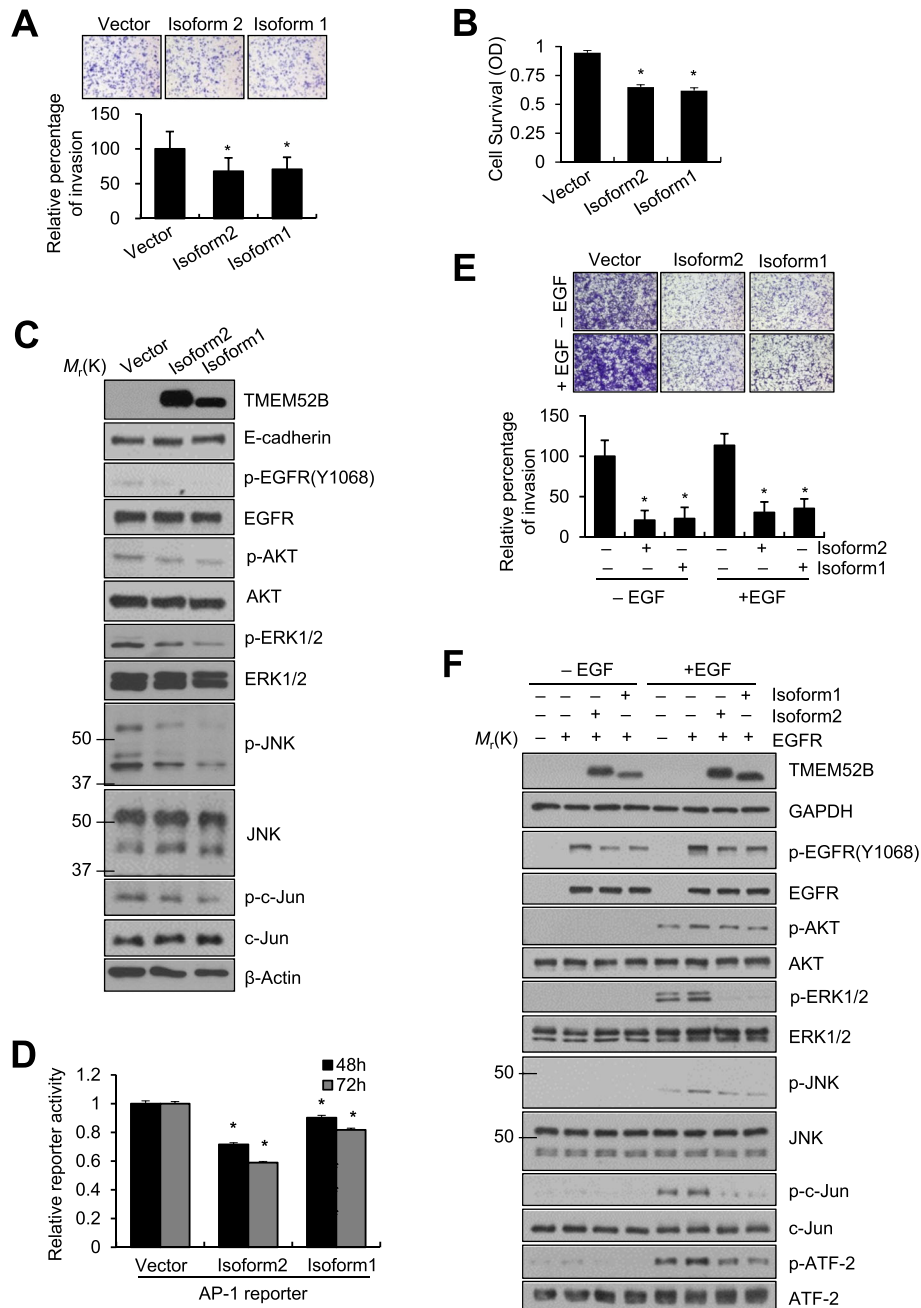 A
Vector Isoform 2 Isoform 1
Relative percentage
of invasion
150
100
50
0
Vector
Isoform2
Isoform1
B
Cell Survival (OD)
1
0.75
0.5
0.25
0
* *
Vector
Isoform2
Isoform1
* *
C
Mr(K)
Vector
Isoform2
Isoform1
TMEM52B
E-cadherin
p-EGFR(Y1068)
EGFR
p-AKT
AKT
p-ERK1/2
ERK1/2
50
p-JNK
37
50
JNK
37
p-c-Jun
c-Jun
β-Actin
D
Relative reporter activity
48h
72h
1.2
1
0.8
0.6
0.4
0.2
0
* * * *
Vector Isoform2 Isoform1
AP-1 reporter
E
Vector Isoform2 Isoform1
– EGF
+ EGF
Relative percentage
of invasion
150
100
50
0
* * * *
– + – – + – Isoform2
– – + – – + Isoform1
– EGF +EGF
F
– EGF +EGF
– – – + – – – + Isoform1
– – + – – – + – Isoform2
Mr(K) – + + + – + + + EGFR
TMEM52B
GAPDH
p-EGFR(Y1068)
EGFR
p-AKT
AKT
p-ERK1/2
ERK1/2
50
p-JNK
50
JNK
p-c-Jun
c-Jun
p-ATF-2
ATF-2